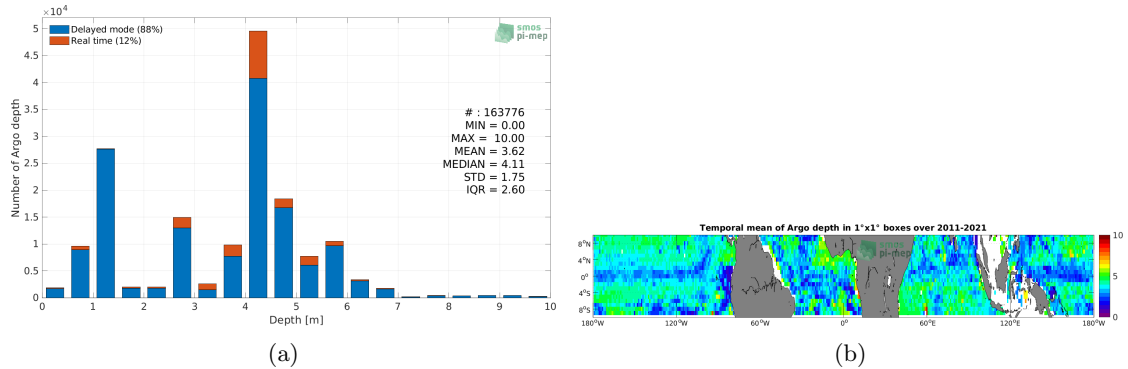 ×10⁴
Delayed mode (88%)
Real time (12%)
smos
pi-mep
5
4.5
4
3.5
3
2.5
2
1.5
1
0.5
0
Number of Argo depth
# : 163776
MIN = 0.00
MAX = 10.00
MEAN = 3.62
MEDIAN = 4.11
STD = 1.75
IQR = 2.60
0 1 2 3 4 5 6 7 8 9 10
Depth [m]
(a)
Temporal mean of Argo depth in 1°x1° boxes over 2011-2021
smos
pi-mep
8°N
4°N
0°
4°S
8°S
180°W 120°W 60°W 0° 60°E 120°E 180°W
10
5
0
(b)